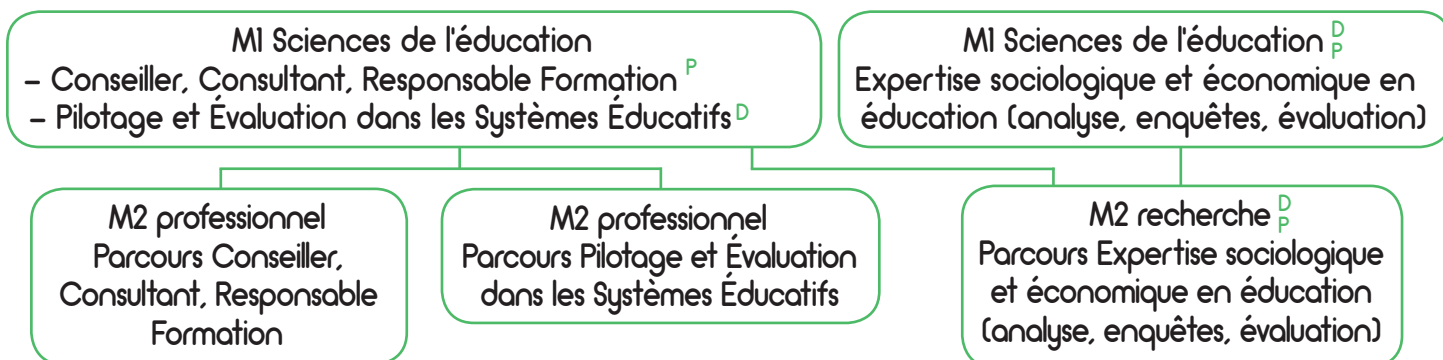 M1 Sciences de l'éducation
– Conseiller, Consultant, Responsable Formation P
– Pilotage et Évaluation dans les Systèmes Éducatifs D
M1 Sciences de l'éducation D P
Expertise sociologique et économique en
éducation (analyse, enquêtes, évaluation)
M2 professionnel
Parcours Conseiller,
Consultant, Responsable
Formation
M2 professionnel
Parcours Pilotage et Évaluation
dans les Systèmes Éducatifs
M2 recherche D P
Parcours Expertise sociologique
et économique en éducation
(analyse, enquêtes, évaluation)